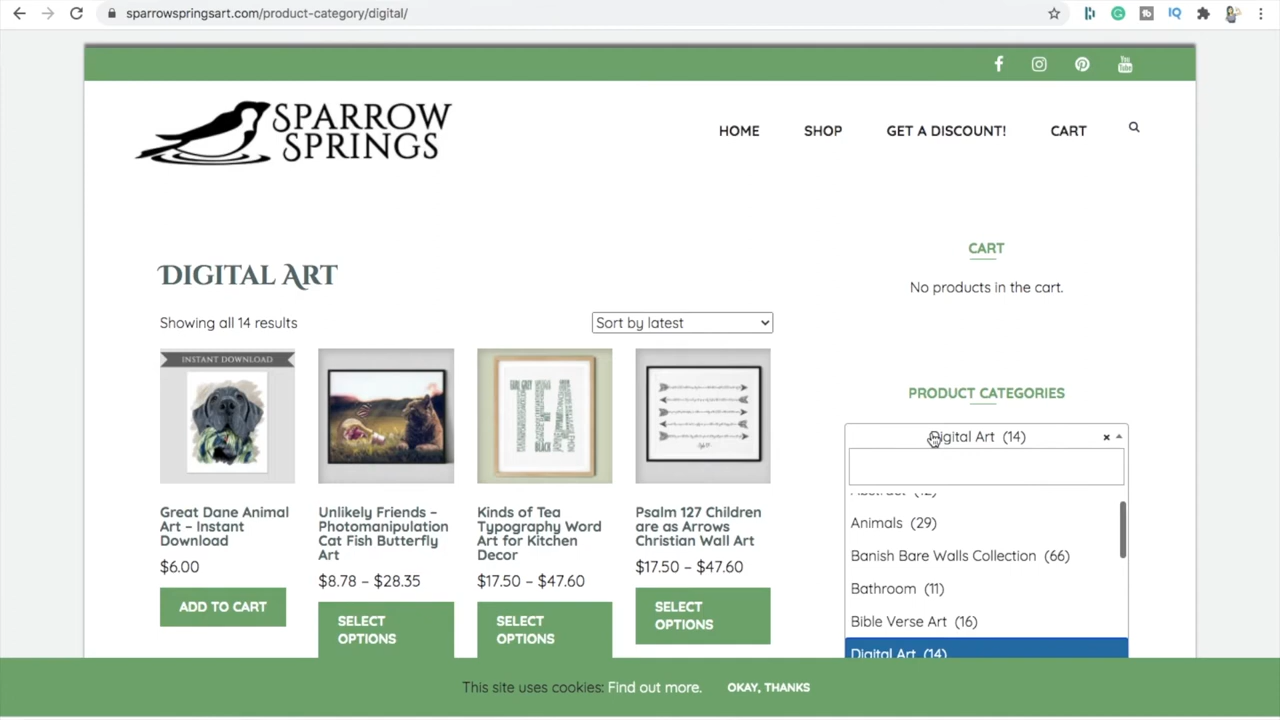 sparrowspringsart.com/product-category/digital/
SPARROW
SPRINGS
HOME
SHOP
GET A DISCOUNT!
CART
CART
No products in the cart.
DIGITAL ART
Showing all 14 results
Sort by latest
INSTANT DOWNLOAD
Great Dane Animal
Art – Instant
Download
$6.00
ADD TO CART
Unlikely Friends –
Photomanipulation
Cat Fish Butterfly
Art
$8.78 – $28.35
SELECT
OPTIONS
EARL GREY
BLACK
Kinds of Tea
Typography Word
Art for Kitchen
Decor
$17.50 – $47.60
SELECT
OPTIONS
Psalm 127 Children
are as Arrows
Christian Wall Art
$17.50 – $47.60
SELECT
OPTIONS
PRODUCT CATEGORIES
Digital Art (14)
Abstract (12)
Animals (29)
Banish Bare Walls Collection (66)
Bathroom (11)
Bible Verse Art (16)
Digital Art (14)
This site uses cookies: Find out more.
OKAY, THANKS